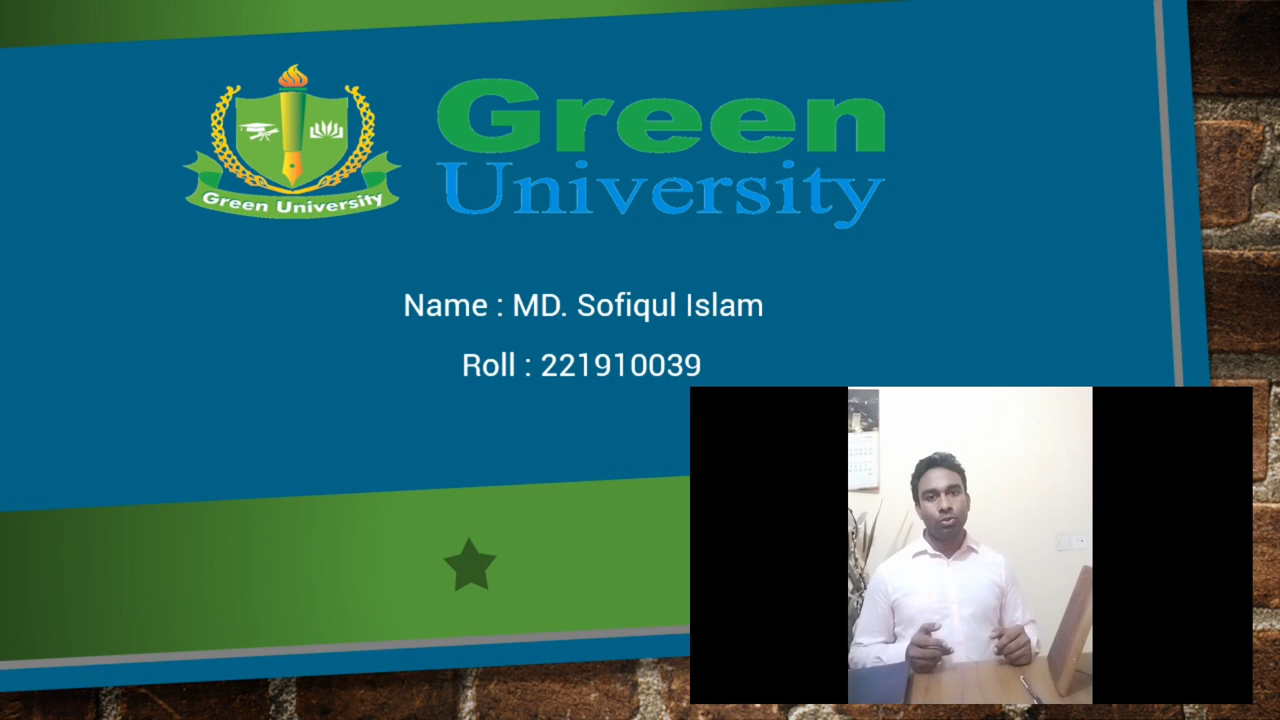 Green
University
Green University
Name : MD. Sofiqul Islam
Roll : 221910039